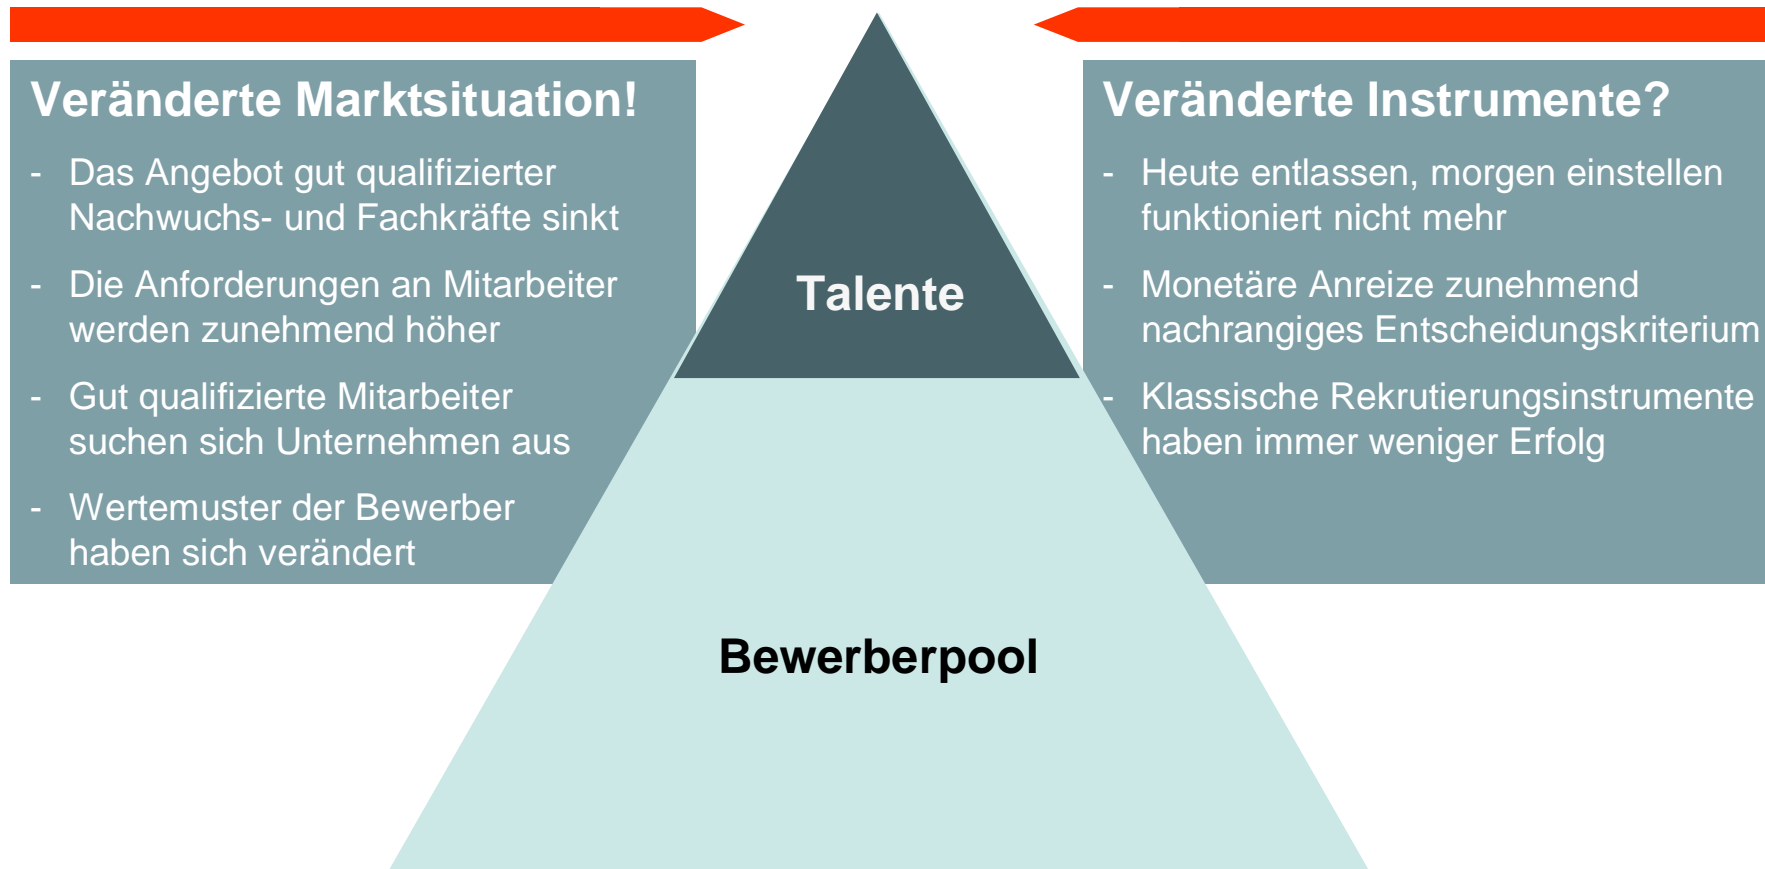 Veränderte Marktsituation!
- Das Angebot gut qualifizierter
Nachwuchs- und Fachkräfte sinkt
- Die Anforderungen an Mitarbeiter
werden zunehmend höher
- Gut qualifizierte Mitarbeiter
suchen sich Unternehmen aus
- Wertemuster der Bewerber
haben sich verändert
Talente
Bewerberpool
Veränderte Instrumente?
- Heute entlassen, morgen einstellen
funktioniert nicht mehr
- Monetäre Anreize zunehmend
nachrangiges Entscheidungskriterium
- Klassische Rekrutierungsinstrumente
haben immer weniger Erfolg